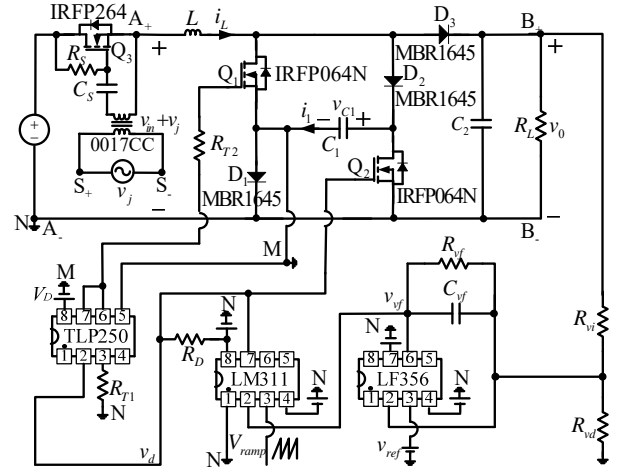 IRFP264
A+
L
iL
D3
B+
+
+
RS
Q3
MBR1645
CS
Q1
IRFP064N
D2
MBR1645
vin+vj
RT2
i1
vC1
− +
C1
C2
RL
v0
+
−
0017CC
D1
Q2
S+
vj
S-
MBR1645
IRFP064N
−
−
N
A-
B-
M
M
N
Rvf
VD
vvf
Cvf
Rvi
8 7 6 5
TLP250
1 2 3 4
RD
N
8 7 6 5
LM311
1 2 3 4
N
8 7 6 5
LF356
1 2 3 4
N
RT1
N
Rvd
vd
N
Vramp
vref